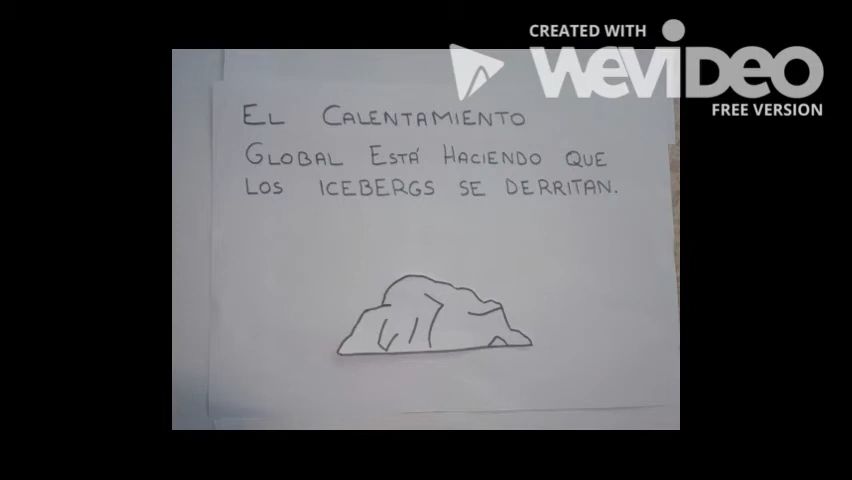 CREATED WITH
WEVIDEO
FREE VERSION
EL CALENTAMIENTO
GLOBAL ESTÁ HACIENDO QUE
LOS ICEBERGS SE DERRITAN.